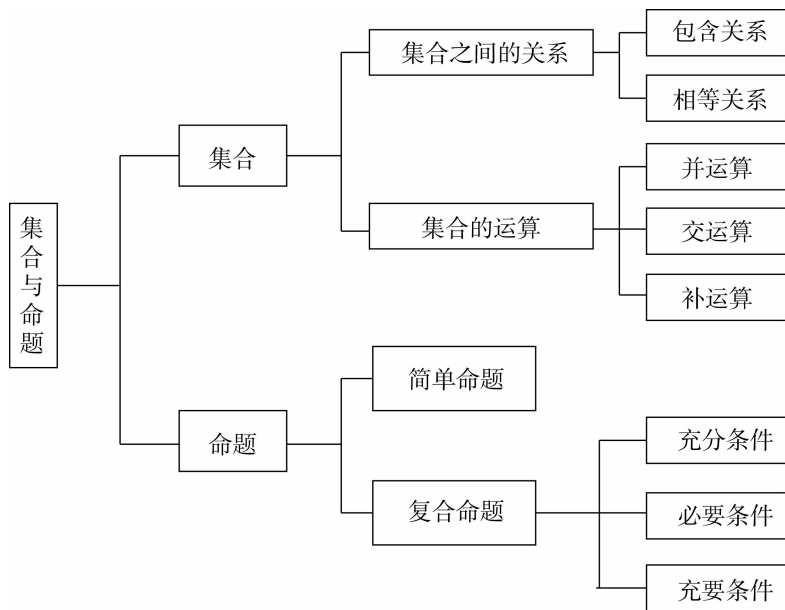 集合与命题
集合
集合之间的关系
包含关系
相等关系
集合的运算
并运算
交运算
补运算
命题
简单命题
复合命题
充分条件
必要条件
充要条件